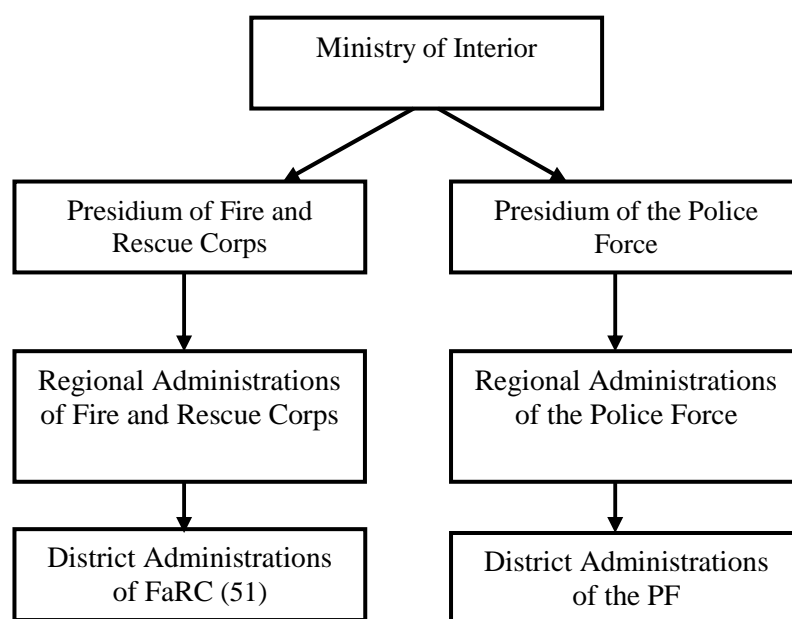 Ministry of Interior
Presidium of Fire and
Rescue Corps
Presidium of the Police
Force
Regional Administrations
of Fire and Rescue Corps
Regional Administrations
of the Police Force
District Administrations
of FaRC (51)
District Administrations
of the PF